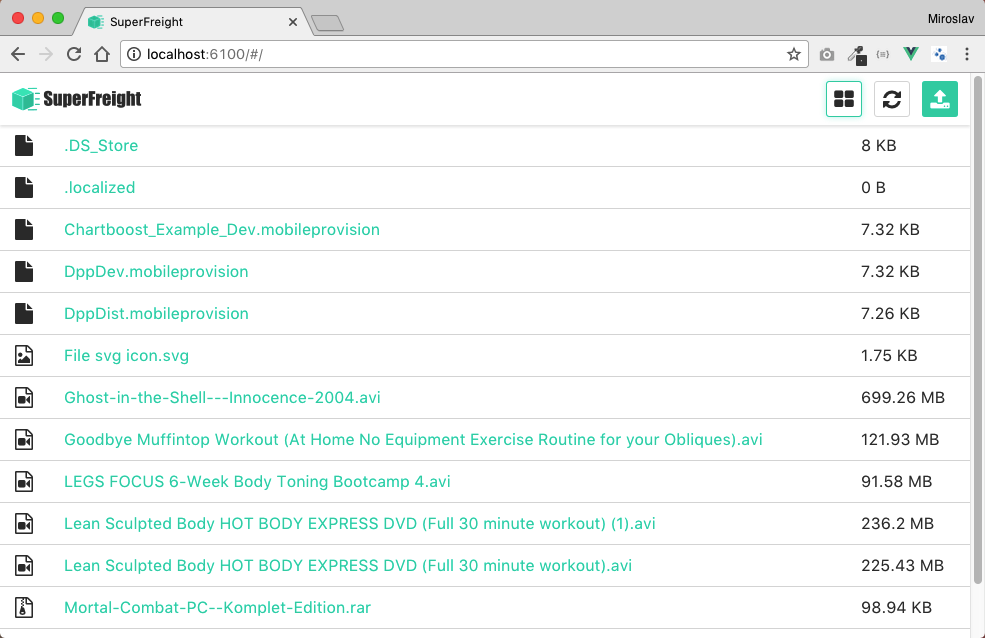 SuperFreight
Miroslav
localhost:6100/#/
SuperFreight
.DS_Store 8 KB
.localized 0 B
Chartboost_Example_Dev.mobileprovision 7.32 KB
DppDev.mobileprovision 7.32 KB
DppDist.mobileprovision 7.26 KB
File svg icon.svg 1.75 KB
Ghost-in-the-Shell---Innocence-2004.avi 699.26 MB
Goodbye Muffintop Workout (At Home No Equipment Exercise Routine for your Obliques).avi 121.93 MB
LEGS FOCUS 6-Week Body Toning Bootcamp 4.avi 91.58 MB
Lean Sculpted Body HOT BODY EXPRESS DVD (Full 30 minute workout) (1).avi 236.2 MB
Lean Sculpted Body HOT BODY EXPRESS DVD (Full 30 minute workout).avi 225.43 MB
Mortal-Combat-PC--Komplet-Edition.rar 98.94 KB